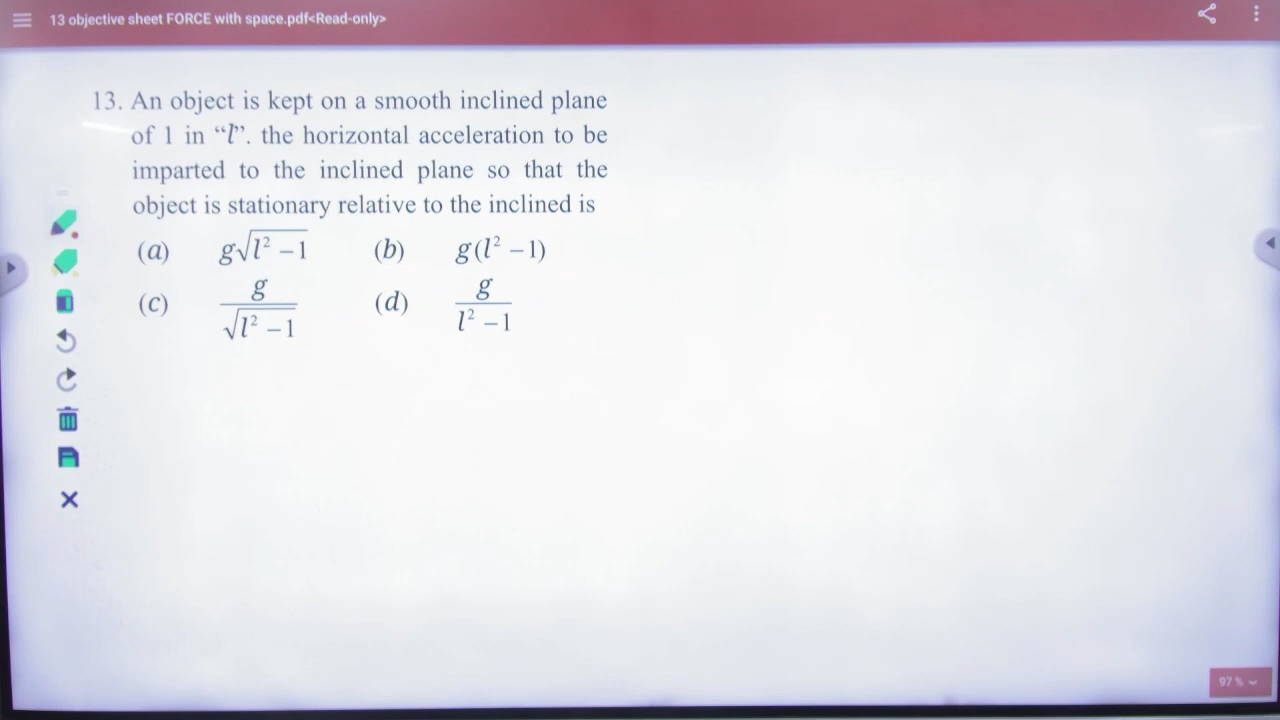 13 objective sheet FORCE with space.pdf<Read-only>
13. An object is kept on a smooth inclined plane
of 1 in “l”. the horizontal acceleration to be
imparted to the inclined plane so that the
object is stationary relative to the inclined is
(a) g√(l² – 1) (b) g(l² – 1)
(c) g/√(l² – 1) (d) g/(l² – 1)
97 %